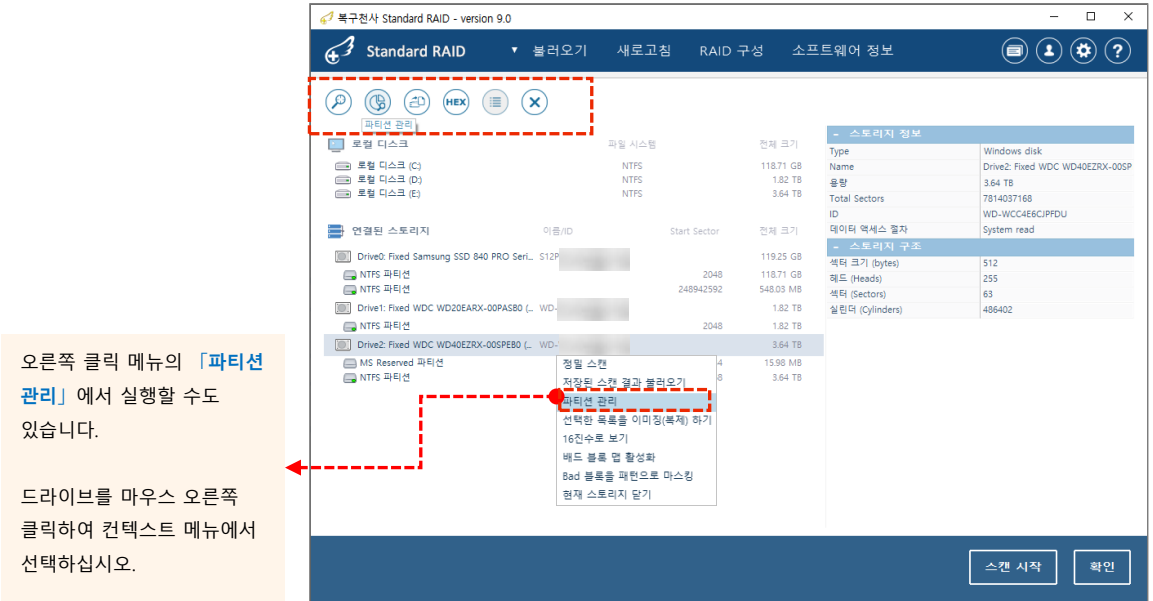 복구천사 Standard RAID - version 9.0
Standard RAID ▼ 불러오기 새로고침 RAID 구성 소프트웨어 정보
HEX
파티션 관리
로컬 디스크 파일 시스템 전체 크기
로컬 디스크 (C:) NTFS 118.71 GB
로컬 디스크 (D:) NTFS 1.82 TB
로컬 디스크 (E:) NTFS 3.64 TB
연결된 스토리지 이름/ID Start Sector 전체 크기
Drive0: Fixed Samsung SSD 840 PRO Seri... S12P 119.25 GB
NTFS 파티션 2048 118.71 GB
NTFS 파티션 248942592 548.03 MB
Drive1: Fixed WDC WD20EARX-00PASB0 (... WD- 1.82 TB
NTFS 파티션 2048 1.82 TB
Drive2: Fixed WDC WD40EZRX-00SPEB0 (... WD- 3.64 TB
MS Reserved 파티션 4 15.98 MB
NTFS 파티션 8 3.64 TB
정밀 스캔
저장된 스캔 결과 불러오기
파티션 관리
선택한 목록을 이미징(복제) 하기
16진수로 보기
배드 블록 맵 활성화
Bad 블록을 패턴으로 마스킹
현재 스토리지 닫기
- 스토리지 정보
Type Windows disk
Name Drive2: Fixed WDC WD40EZRX-00SP
용량 3.64 TB
Total Sectors 7814037168
ID WD-WCC4E6CJPFDU
데이터 액세스 절차 System read
- 스토리지 구조
섹터 크기 (bytes) 512
헤드 (Heads) 255
섹터 (Sectors) 63
실린더 (Cylinders) 486402
스캔 시작 확인
오른쪽 클릭 메뉴의 「파티션
관리」에서 실행할 수도
있습니다.
드라이브를 마우스 오른쪽
클릭하여 컨텍스트 메뉴에서
선택하십시오.